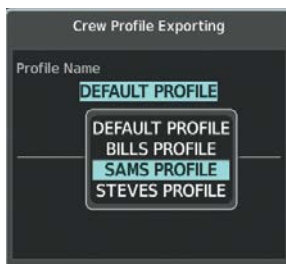 Crew Profile Exporting
Profile Name
DEFAULT PROFILE
DEFAULT PROFILE
BILLS PROFILE
SAMS PROFILE
STEVES PROFILE